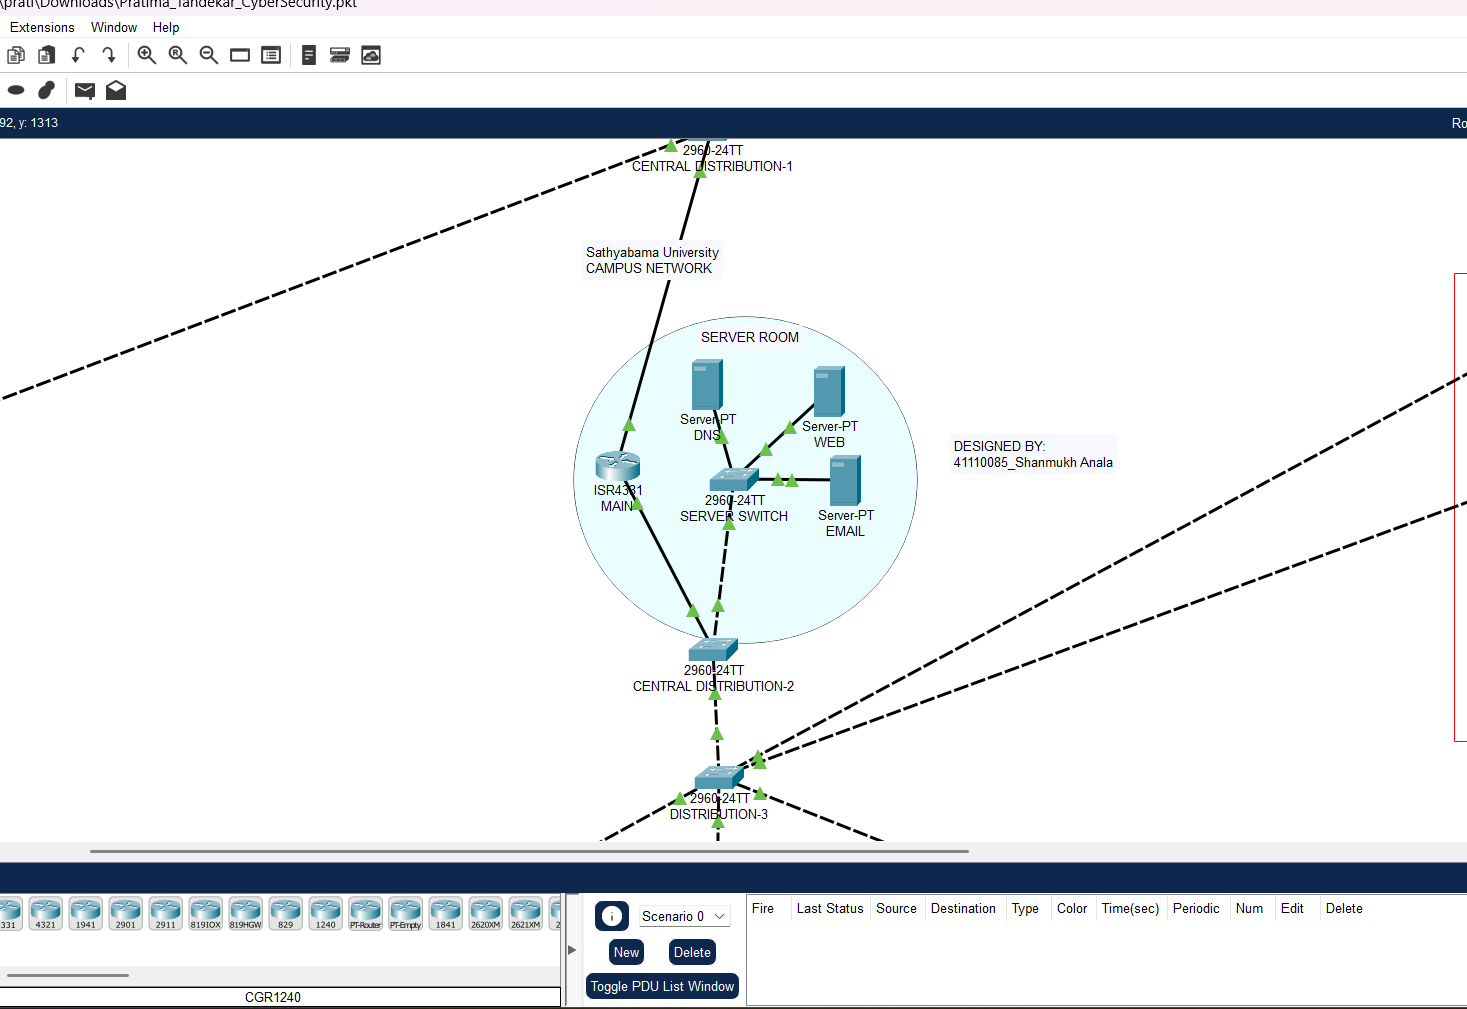 \prati\Downloads\Pratima_Tandekar_CyberSecurity.pkt
Extensions Window Help
92, y: 1313
Ro
2960-24TT
CENTRAL DISTRIBUTION-1
Sathyabama University
CAMPUS NETWORK
SERVER ROOM
Server-PT
DNS
Server-PT
WEB
DESIGNED BY:
41110085_Shanmukh Anala
ISR4331
MAIN
2960-24TT
SERVER SWITCH
Server-PT
EMAIL
2960-24TT
CENTRAL DISTRIBUTION-2
2960-24TT
DISTRIBUTION-3
331 4321 1941 2901 2911 819IOX 819HGW 829 1240 PT-Router PT-Empty 1841 2620XM 2621XM 2
CGR1240
Scenario 0
New Delete
Toggle PDU List Window
Fire Last Status Source Destination Type Color Time(sec) Periodic Num Edit Delete